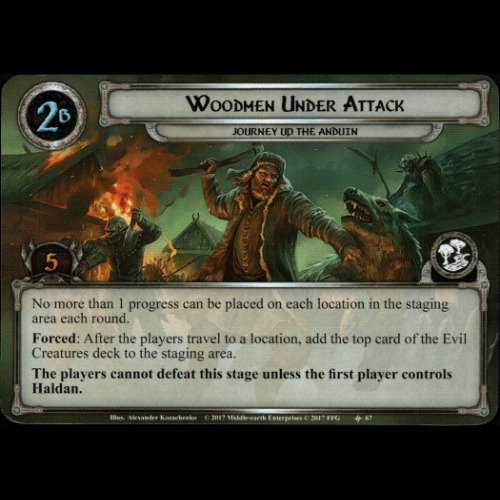 2B
WOODMEN UNDER ATTACK
JOURNEY UP THE ANDUIN
5
No more than 1 progress can be placed on each location in the staging
area each round.
Forced: After the players travel to a location, add the top card of the Evil
Creatures deck to the staging area.
The players cannot defeat this stage unless the first player controls
Haldan.
Illus. Alexander Kozachenko © 2017 Middle-earth Enterprises © 2017 FFG 67